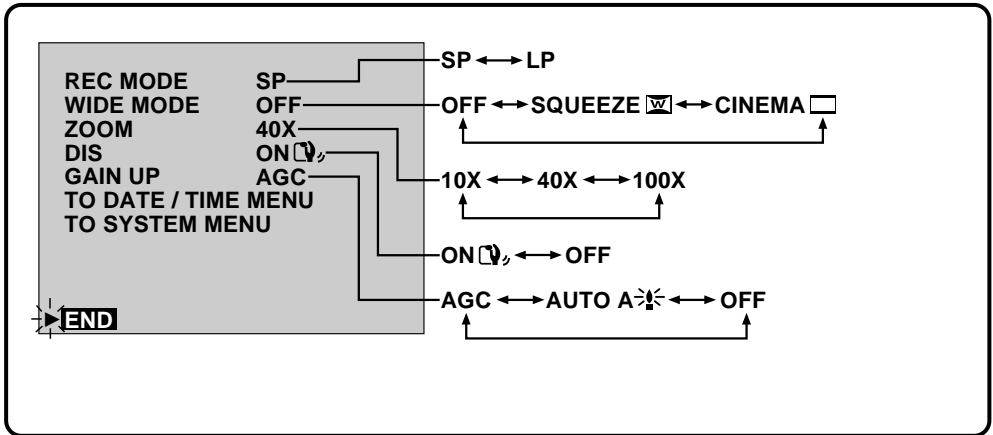 REC MODE SP
WIDE MODE OFF
ZOOM 40X
DIS ON
GAIN UP AGC
TO DATE / TIME MENU
TO SYSTEM MENU
END
SP LP
OFF SQUEEZE W CINEMA
10X 40X 100X
ON OFF
AGC AUTO A OFF